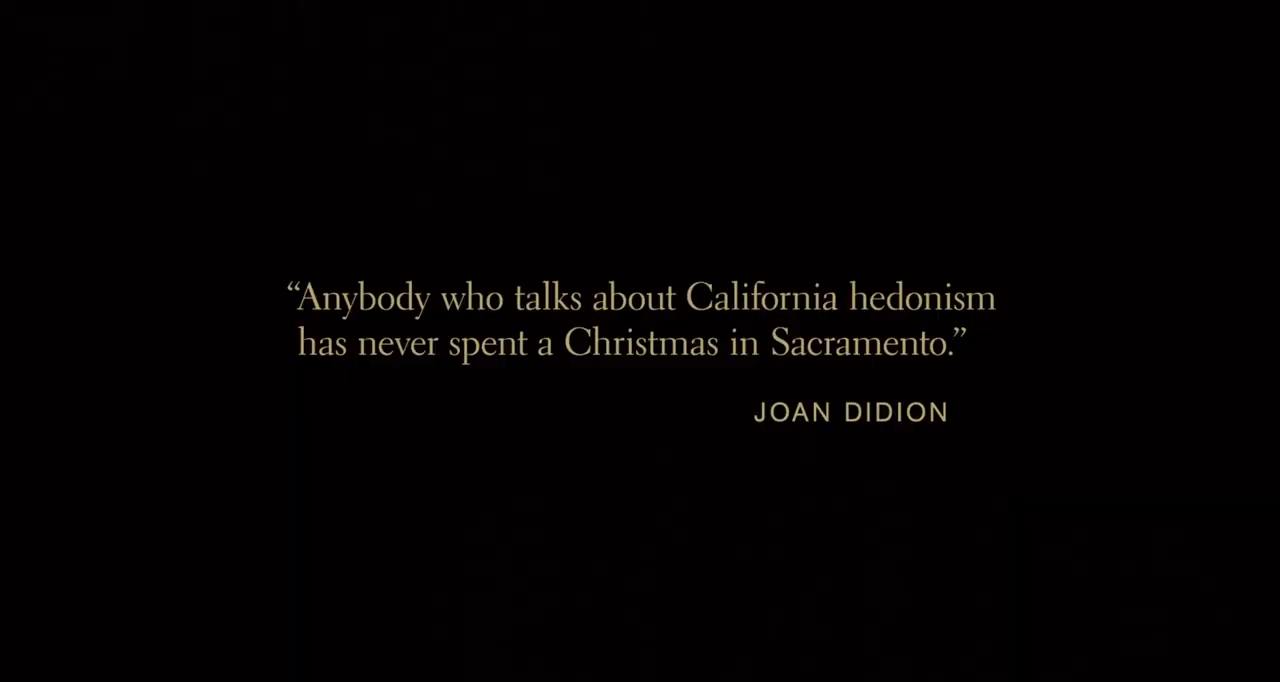 “Anybody who talks about California hedonism
has never spent a Christmas in Sacramento.”
JOAN DIDION